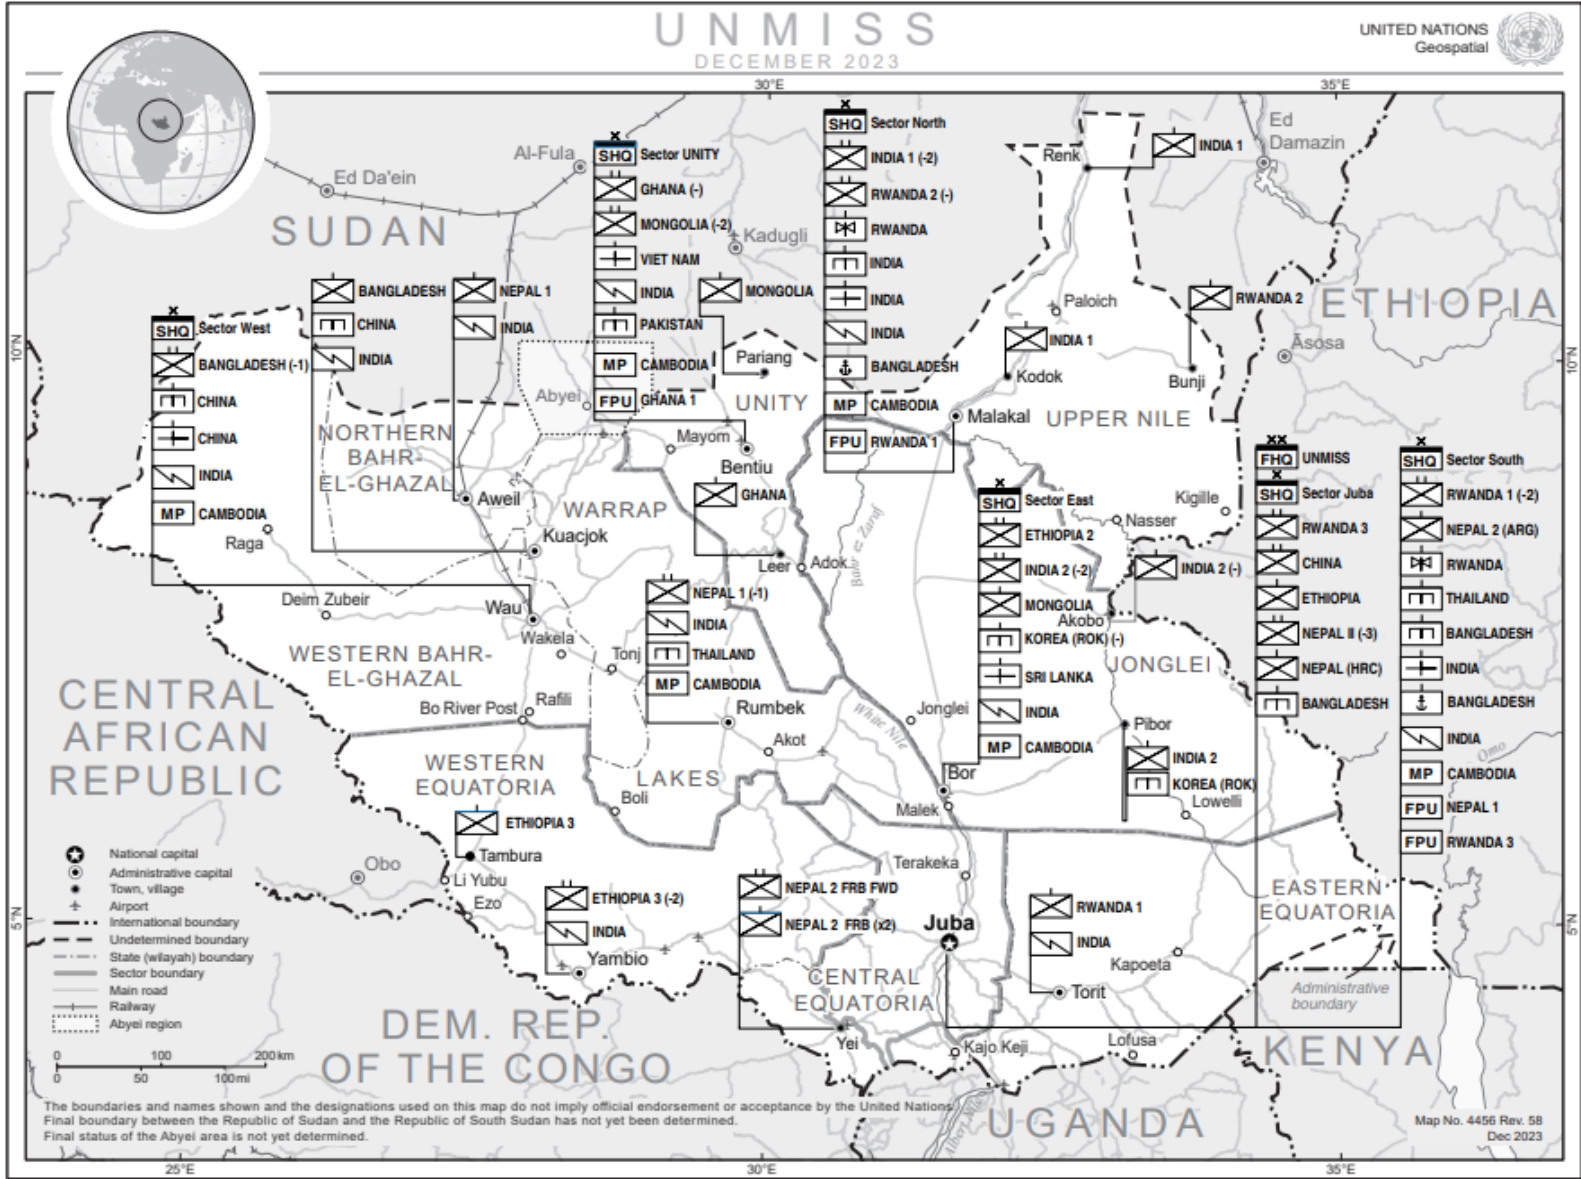 UNMISS
DECEMBER 2023
UNITED NATIONS
Geospatial
30°E
35°E
SHQ Sector North
INDIA 1 (-2)
RWANDA 2 (-)
RWANDA
INDIA
INDIA
INDIA
BANGLADESH
MP CAMBODIA
FPU RWANDA 1
SHQ Sector UNITY
GHANA (-)
MONGOLIA (-2)
VIET NAM
INDIA
PAKISTAN
MP CAMBODIA
FPU GHANA 1
Al-Fula
Ed Da'ein
SUDAN
Kadugli
Renk
INDIA 1
Ed
Damazin
ETHIOPIA
Āsosa
RWANDA 2
Paloich
INDIA 1
Kodok
Bunji
Malakal
UPPER NILE
MONGOLIA
Pariang
UNITY
BANGLADESH
CHINA
INDIA
NEPAL 1
INDIA
SHQ Sector West
BANGLADESH (-1)
CHINA
CHINA
INDIA
MP CAMBODIA
10°N
10°N
Abyei
NORTHERN
BAHR-
EL-GHAZAL
Mayom
Bentiu
GHANA
Aweil
WARRAP
Kuacjok
Raga
Leer
Adok
Bahr ez Zaraf
Deim Zubeir
Wau
Wakela
Tonj
WESTERN BAHR-
EL-GHAZAL
Rafili
Bo River Post
NEPAL 1 (-1)
INDIA
THAILAND
MP CAMBODIA
Rumbek
Akot
White Nile
Jonglei
SHQ Sector East
ETHIOPIA 2
INDIA 2 (-2)
MONGOLIA
KOREA (ROK) (-)
SRI LANKA
INDIA
MP CAMBODIA
Kigille
Nasser
INDIA 2 (-)
Akobo
JONGLEI
Pibor
INDIA 2
KOREA (ROK)
Lowelli
Bor
Malek
FHQ UNMISS
SHQ Sector Juba
RWANDA 3
CHINA
ETHIOPIA
NEPAL II (-3)
NEPAL (HRC)
BANGLADESH
SHQ Sector South
RWANDA 1 (-2)
NEPAL 2 (ARG)
RWANDA
THAILAND
BANGLADESH
INDIA
BANGLADESH
INDIA
MP CAMBODIA
FPU NEPAL 1
FPU RWANDA 3
Omo
CENTRAL
AFRICAN
REPUBLIC
WESTERN
EQUATORIA
LAKES
Boli
ETHIOPIA 3
Tambura
Li Yubu
Ezo
Obo
ETHIOPIA 3 (-2)
INDIA
Yambio
NEPAL 2 FRB FWD
NEPAL 2 FRB (x2)
Terakeka
Juba
CENTRAL
EQUATORIA
Yei
Kajo Keji
RWANDA 1
INDIA
Torit
Kapoeta
Lofusa
EASTERN
EQUATORIA
Administrative
boundary
5°N
5°N
National capital
Administrative capital
Town, village
Airport
International boundary
Undetermined boundary
State (wilayah) boundary
Sector boundary
Main road
Railway
Abyei region
0 100 200 km
0 50 100 mi
DEM. REP.
OF THE CONGO
UGANDA
KENYA
The boundaries and names shown and the designations used on this map do not imply official endorsement or acceptance by the United Nations.
Final boundary between the Republic of Sudan and the Republic of South Sudan has not yet been determined.
Final status of the Abyei area is not yet determined.
Map No. 4456 Rev. 58
Dec 2023
25°E
30°E
35°E